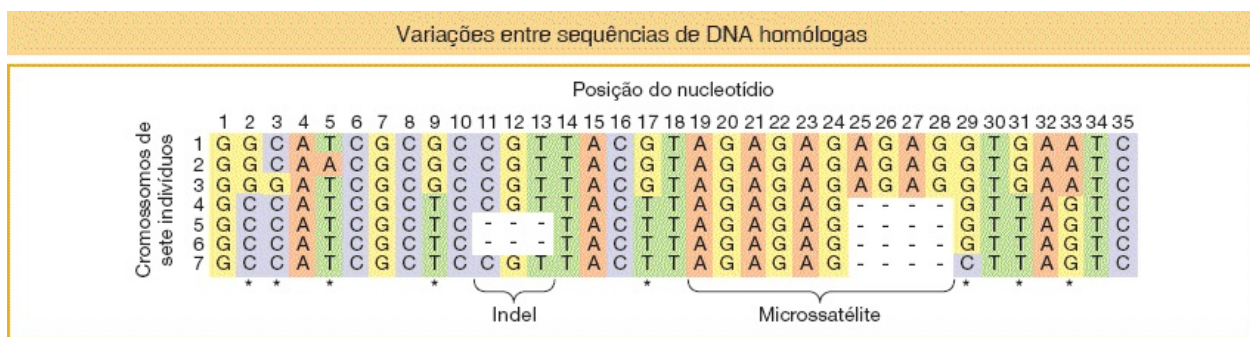 Variações entre sequências de DNA homólogas
Posição do nucleotídio
1 2 3 4 5 6 7 8 9 10 11 12 13 14 15 16 17 18 19 20 21 22 23 24 25 26 27 28 29 30 31 32 33 34 35
Cromossomos de
sete indivíduos
1 G G C A T C G C G C C G T T A C G T A G A G A G A G A G G T G A A T C
2 G G C A A C G C G C C G T T A C G T A G A G A G A G A G G T G A A T C
3 G G G A T C G C G C C G T T A C G T A G A G A G A G A G G T G A A T C
4 G C C A T C G C T C C G T T A C T T A G A G A G - - - - G T T A G T C
5 G C C A T C G C T C - - - T A C T T A G A G A G - - - - G T T A G T C
6 G C C A T C G C T C - - - T A C T T A G A G A G - - - - G T T A G T C
7 G C C A T C G C T C C G T T A C T T A G A G A G - - - - C T T A G T C
* * * * * * * *
Indel Microssatélite